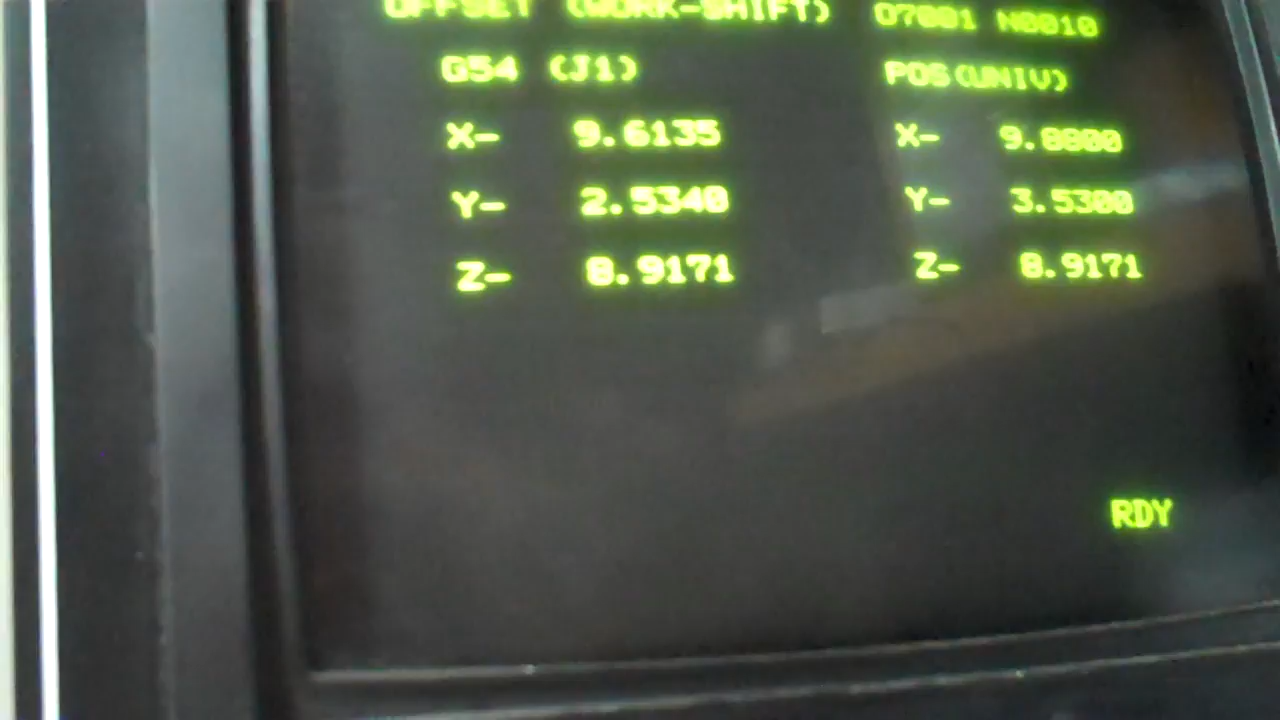 OFFSET (WORK-SHIFT) O7001 N0010
G54 (J1) POS(UNIV)
X- 9.6135 X- 9.8800
Y- 2.5340 Y- 3.5300
Z- 8.9171 Z- 8.9171
RDY